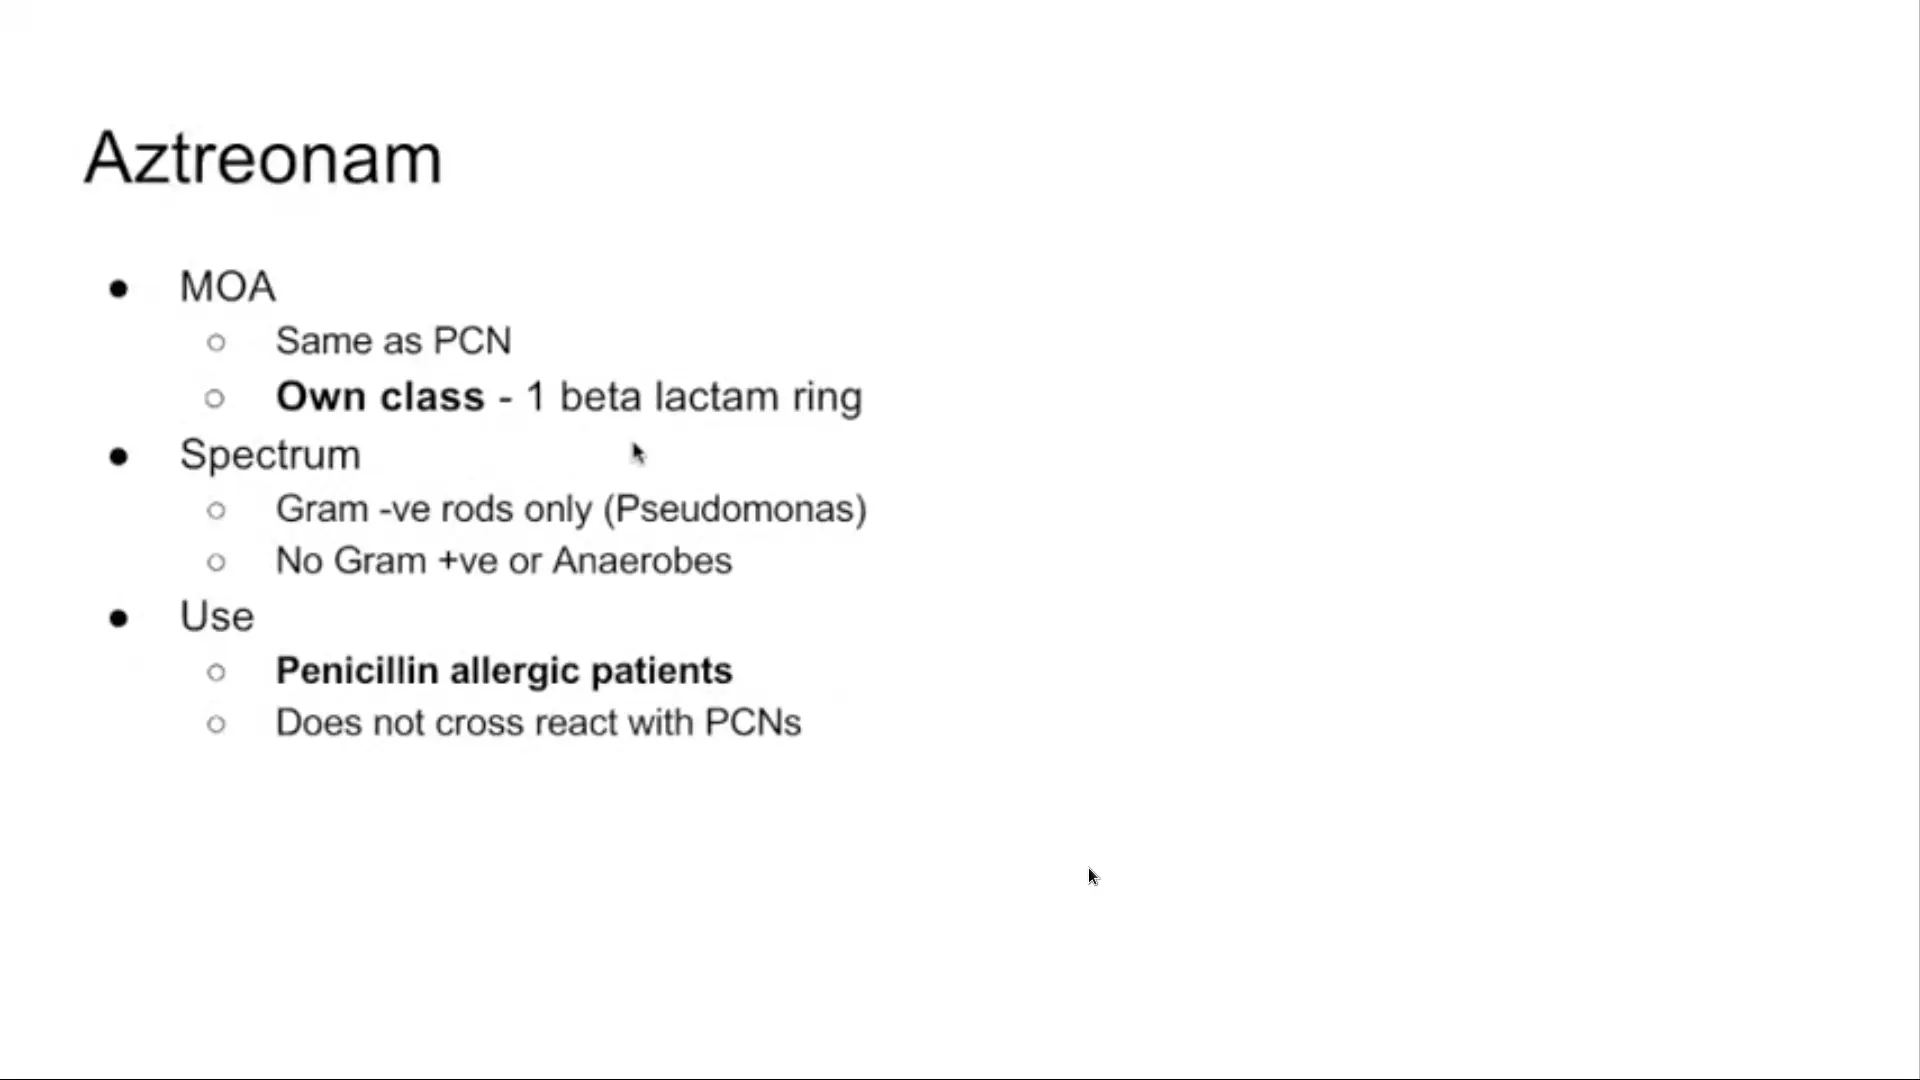 Aztreonam
● MOA
○ Same as PCN
○ Own class - 1 beta lactam ring
● Spectrum
○ Gram -ve rods only (Pseudomonas)
○ No Gram +ve or Anaerobes
● Use
○ Penicillin allergic patients
○ Does not cross react with PCNs